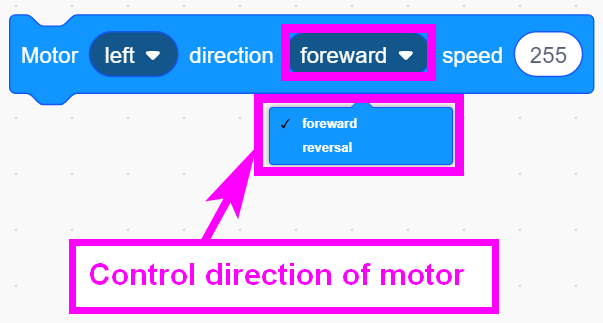 Motor left direction foreward speed 255
✓ foreward
reversal
Control direction of motor